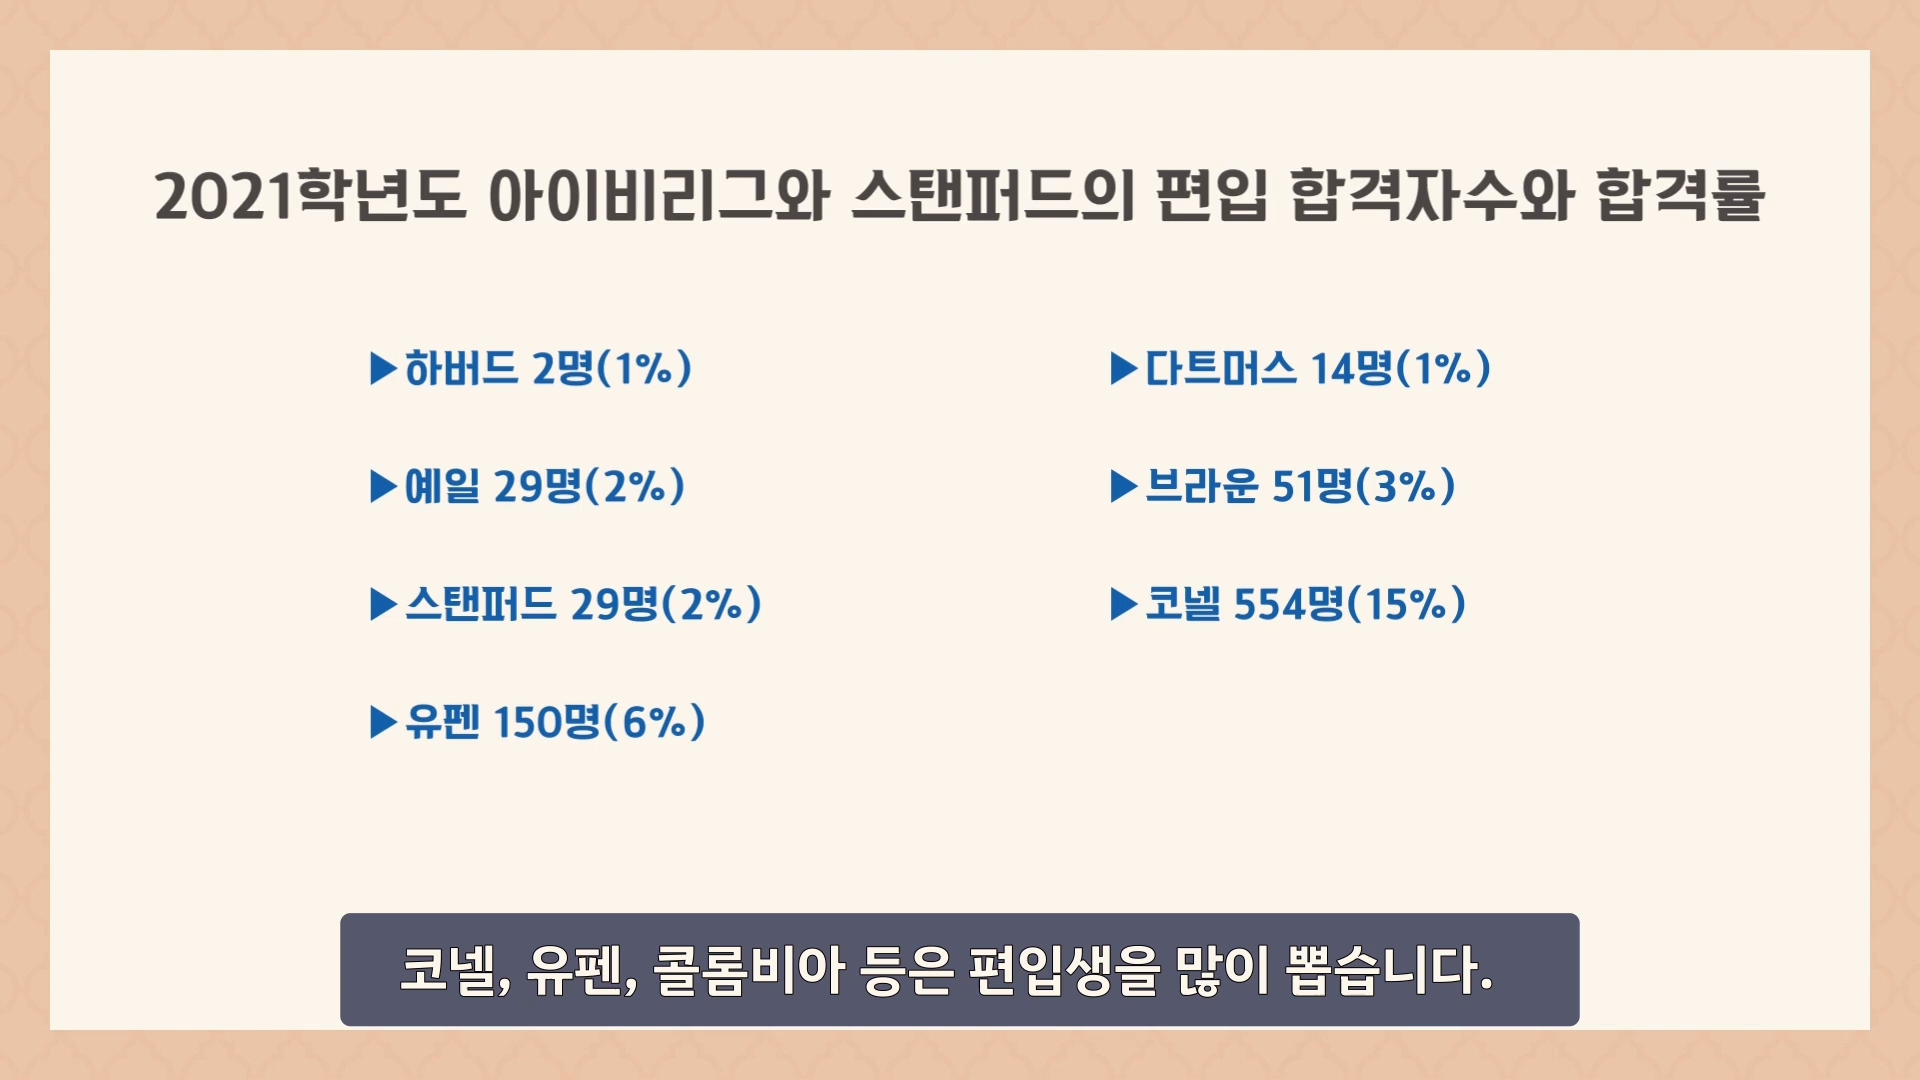 2021학년도 아이비리그와 스탠퍼드의 편입 합격자수와 합격률
▶하버드 2명(1%)
▶예일 29명(2%)
▶스탠퍼드 29명(2%)
▶유펜 150명(6%)
▶다트머스 14명(1%)
▶브라운 51명(3%)
▶코넬 554명(15%)
코넬, 유펜, 콜롬비아 등은 편입생을 많이 뽑습니다.